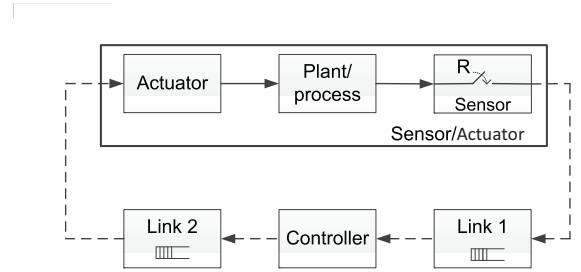 Actuator
Plant/
process
R
Sensor
Sensor/Actuator
Link 2
Controller
Link 1